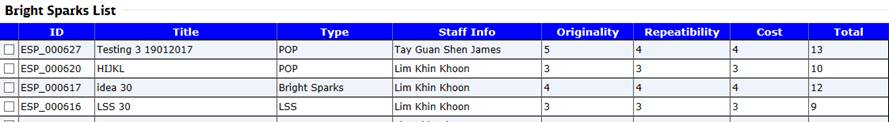 Bright Sparks List
ID Title Type Staff Info Originality Repeatibility Cost Total
ESP_000627 Testing 3 19012017 POP Tay Guan Shen James 5 4 4 13
ESP_000620 HIJKL POP Lim Khin Khoon 3 3 3 10
ESP_000617 idea 30 Bright Sparks Lim Khin Khoon 4 4 4 12
ESP_000616 LSS 30 LSS Lim Khin Khoon 3 3 3 9